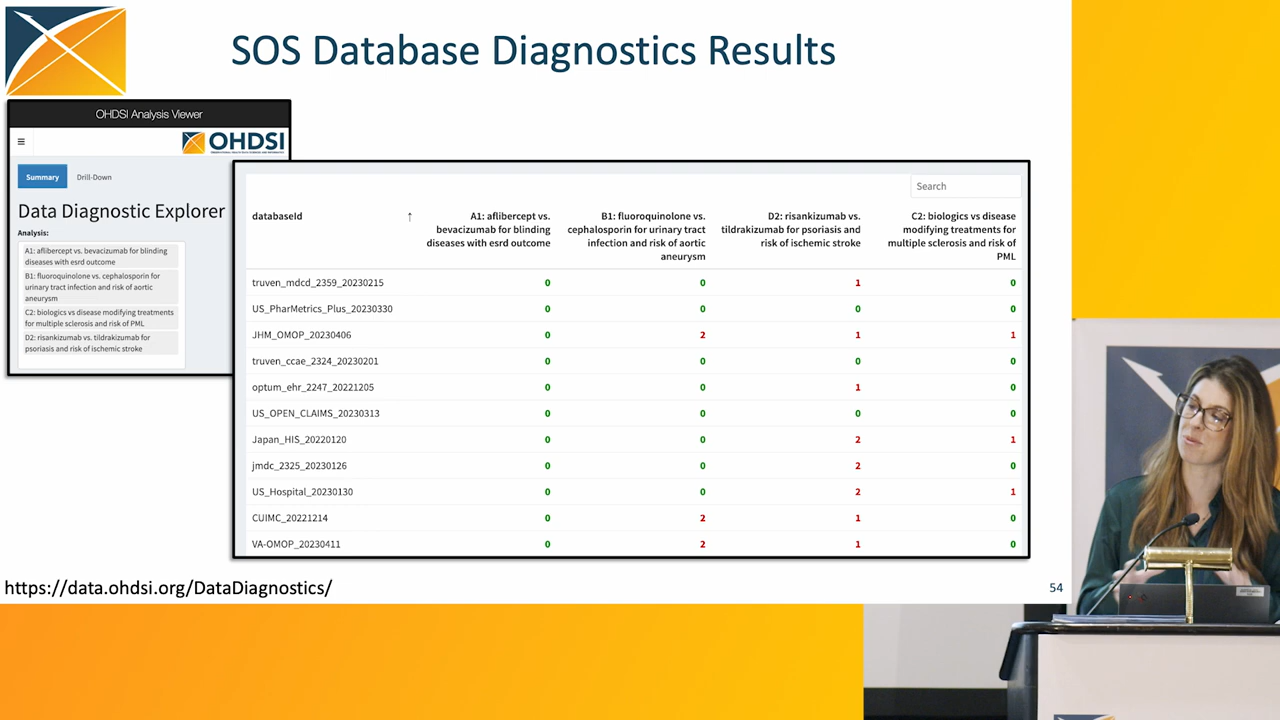 SOS Database Diagnostics Results
OHDSI Analysis Viewer
OHDSI
Summary Drill-Down
Data Diagnostic Explorer
Analysis:
A1: aflibercept vs. bevacizumab for blinding
diseases with esrd outcome
B1: fluoroquinolone vs. cephalosporin for
urinary tract infection and risk of aortic
aneurysm
C2: biologics vs disease modifying treatments
for multiple sclerosis and risk of PML
D2: risankizumab vs. tildrakizumab for
psoriasis and risk of ischemic stroke
Search
databaseId ↑
A1: aflibercept vs.
bevacizumab for blinding
diseases with esrd outcome
B1: fluoroquinolone vs.
cephalosporin for urinary tract
infection and risk of aortic
aneurysm
D2: risankizumab vs.
tildrakizumab for psoriasis and
risk of ischemic stroke
C2: biologics vs disease
modifying treatments for
multiple sclerosis and risk of
PML
truven_mdcd_2359_20230215 0 0 1 0
US_PharMetrics_Plus_20230330 0 0 0 0
JHM_OMOP_20230406 0 2 1 1
truven_ccae_2324_20230201 0 0 0 0
optum_ehr_2247_20221205 0 0 1 0
US_OPEN_CLAIMS_20230313 0 0 0 0
Japan_HIS_20220120 0 0 2 1
jmdc_2325_20230126 0 0 2 0
US_Hospital_20230130 0 0 2 1
CUIMC_20221214 0 2 1 0
VA-OMOP_20230411 0 2 1 0
https://data.ohdsi.org/DataDiagnostics/
54